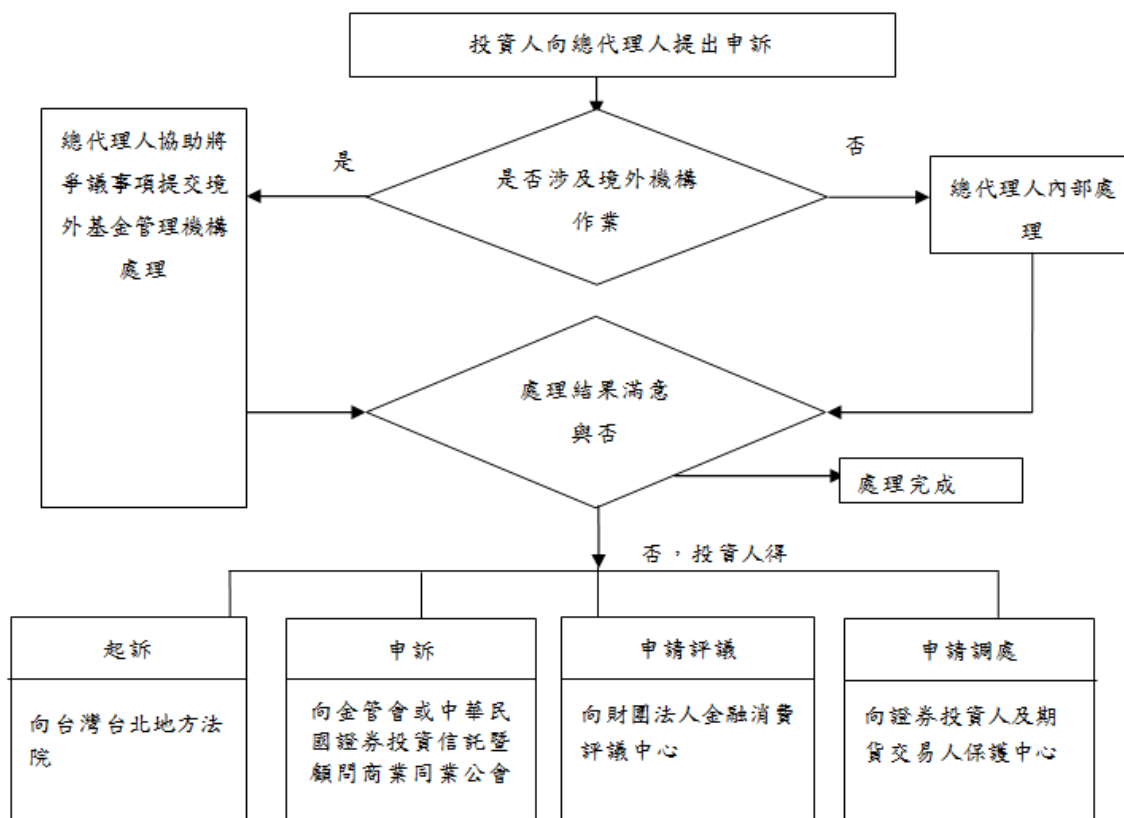 投資人向總代理人提出申訴
總代理人協助將
爭議事項提交境
外基金管理機構
處理
是
是否涉及境外機構
作業
否
總代理人內部處
理
處理結果滿意
與否
處理完成
否，投資人得
起訴
向台灣台北地方法
院
申訴
向金管會或中華民
國證券投資信託暨
顧問商業同業公會
申請評議
向財團法人金融消費
評議中心
申請調處
向證券投資人及期
貨交易人保護中心